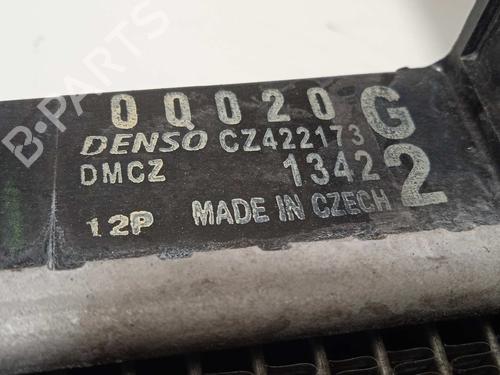 0Q020 G
DENSO CZ422173
DMCZ 1342 2
12P MADE IN CZECH
B-PARTS